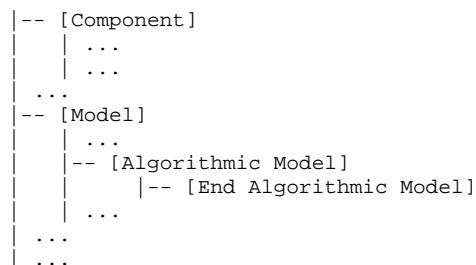 |-- [Component]
|   | ...
|   | ...
| ...
|-- [Model]
|   | ...
|   |-- [Algorithmic Model]
|   |     |-- [End Algorithmic Model]
|   | ...
| ...
| ...